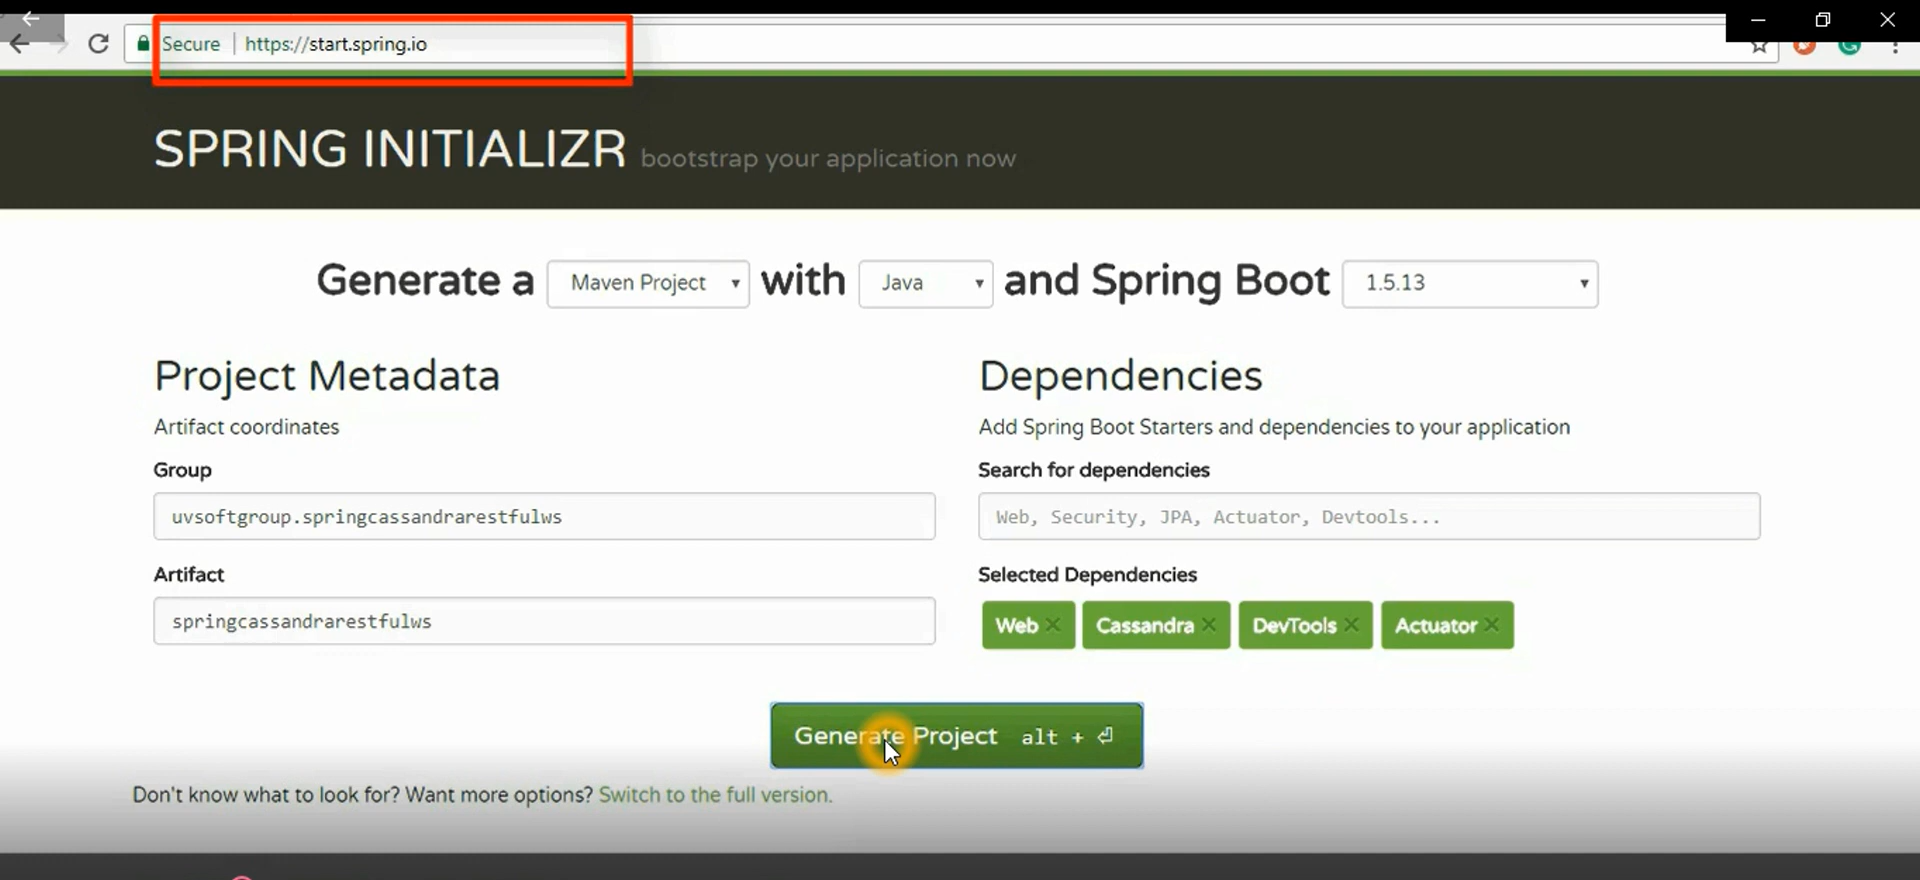 Secure | https://start.spring.io
SPRING INITIALIZR bootstrap your application now
Generate a Maven Project with Java and Spring Boot 1.5.13
Project Metadata
Artifact coordinates
Group
uvsoftgroup.springcassandrarestfulws
Artifact
springcassandrarestfulws
Dependencies
Add Spring Boot Starters and dependencies to your application
Search for dependencies
Web, Security, JPA, Actuator, Devtools...
Selected Dependencies
Web × Cassandra × DevTools × Actuator ×
Generate Project alt + ⏎
Don't know what to look for? Want more options? Switch to the full version.